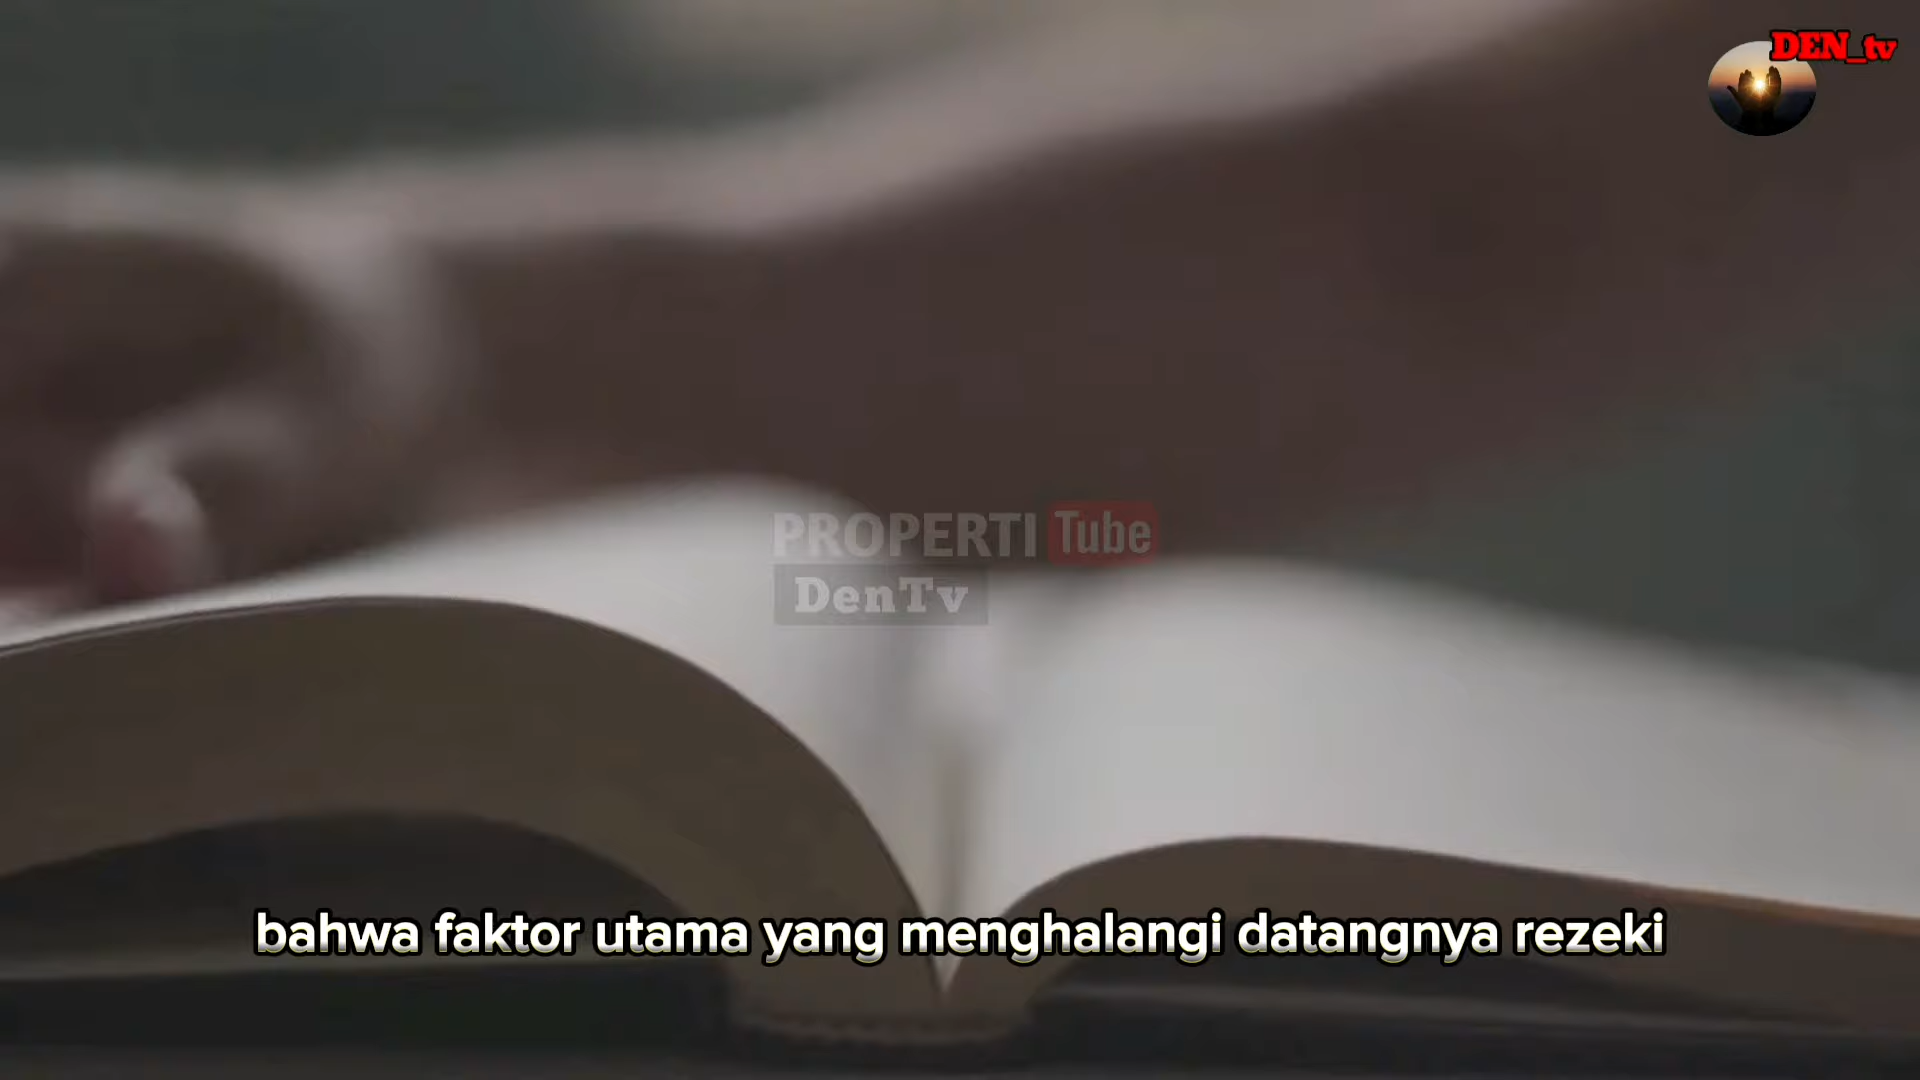 DEN_tv
PROPERTI Tube
DenTv
bahwa faktor utama yang menghalangi datangnya rezeki